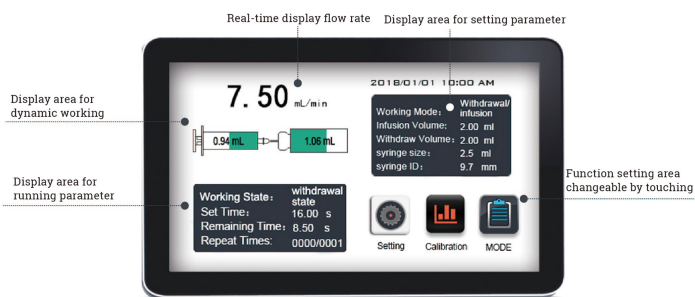 Real-time display flow rate
Display area for setting parameter
7.50 mL/min
2018/01/01 10:00 AM
Display area for
dynamic working
0.94 mL
1.06 mL
Working Mode: Withdrawal/
infusion
Infusion Volume: 2.00 ml
Withdraw Volume: 2.00 ml
syringe size: 2.5 ml
syringe ID: 9.7 mm
Display area for
running parameter
Working State: withdrawal
state
Set Time: 16.00 s
Remaining Time: 8.50 s
Repeat Times: 0000/0001
Function setting area
changeable by touching
Setting
Calibration
MODE